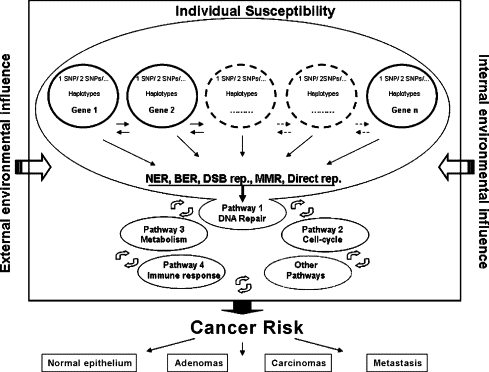 Individual Susceptibility
External environmental influence
Internal environmental influence
1 SNP/ 2 SNPs/...
Haplotypes
Gene 1
1 SNP/ 2 SNPs/...
Haplotypes
Gene 2
1 SNP/ 2 SNPs/...
Haplotypes
.........
1 SNP/ 2SNPs/...
Haplotypes
.........
1 SNP/ 2 SNPs/...
Haplotypes
Gene n
NER, BER, DSB rep., MMR, Direct rep.
Pathway 1
DNA Repair
Pathway 3
Metabolism
Pathway 2
Cell-cycle
Pathway 4
Immune response
Other
Pathways
Cancer Risk
Normal epithelium
Adenomas
Carcinomas
Metastasis